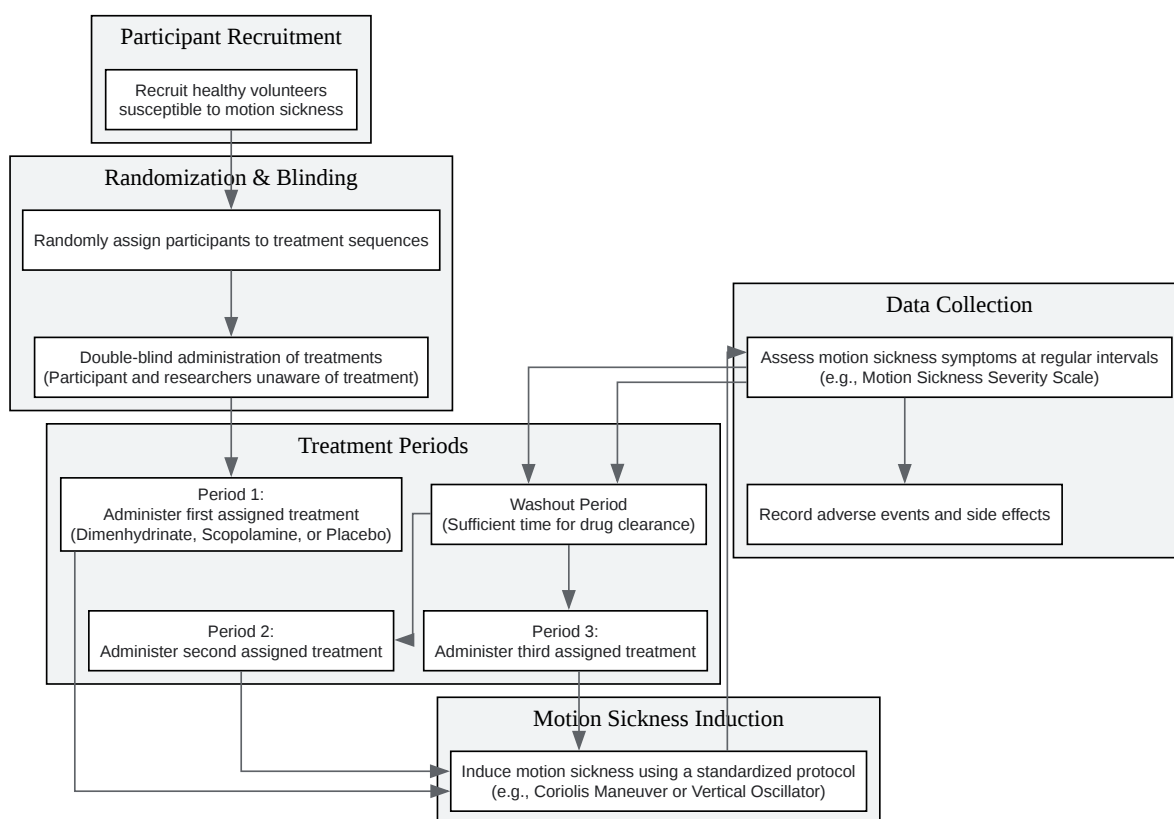 Participant Recruitment
Recruit healthy volunteers
susceptible to motion sickness
Randomization & Blinding
Randomly assign participants to treatment sequences
Double-blind administration of treatments
(Participant and researchers unaware of treatment)
Data Collection
Assess motion sickness symptoms at regular intervals
(e.g., Motion Sickness Severity Scale)
Record adverse events and side effects
Treatment Periods
Period 1:
Administer first assigned treatment
(Dimenhydrinate, Scopolamine, or Placebo)
Washout Period
(Sufficient time for drug clearance)
Period 2:
Administer second assigned treatment
Period 3:
Administer third assigned treatment
Motion Sickness Induction
Induce motion sickness using a standardized protocol
(e.g., Coriolis Maneuver or Vertical Oscillator)